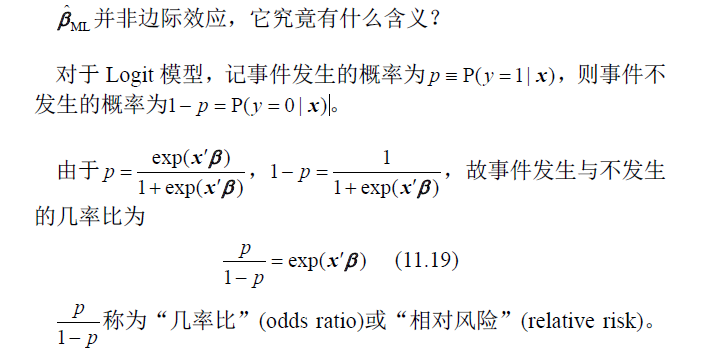 $\hat{\boldsymbol{\beta}}_{\mathrm{ML}}$ 并非边际效应，它究竟有什么含义？
对于 Logit 模型，记事件发生的概率为 $p \equiv \mathrm{P}(y=1|\boldsymbol{x})$，则事件不
发生的概率为 $1-p=\mathrm{P}(y=0|\boldsymbol{x})$。
由于 $p=\frac{\exp(\boldsymbol{x}'\boldsymbol{\beta})}{1+\exp(\boldsymbol{x}'\boldsymbol{\beta})}$，$1-p=\frac{1}{1+\exp(\boldsymbol{x}'\boldsymbol{\beta})}$，故事件发生与不发生
的几率比为
$\frac{p}{1-p}=\exp(\boldsymbol{x}'\boldsymbol{\beta})$ (11.19)
$\frac{p}{1-p}$ 称为“几率比”(odds ratio)或“相对风险”(relative risk)。